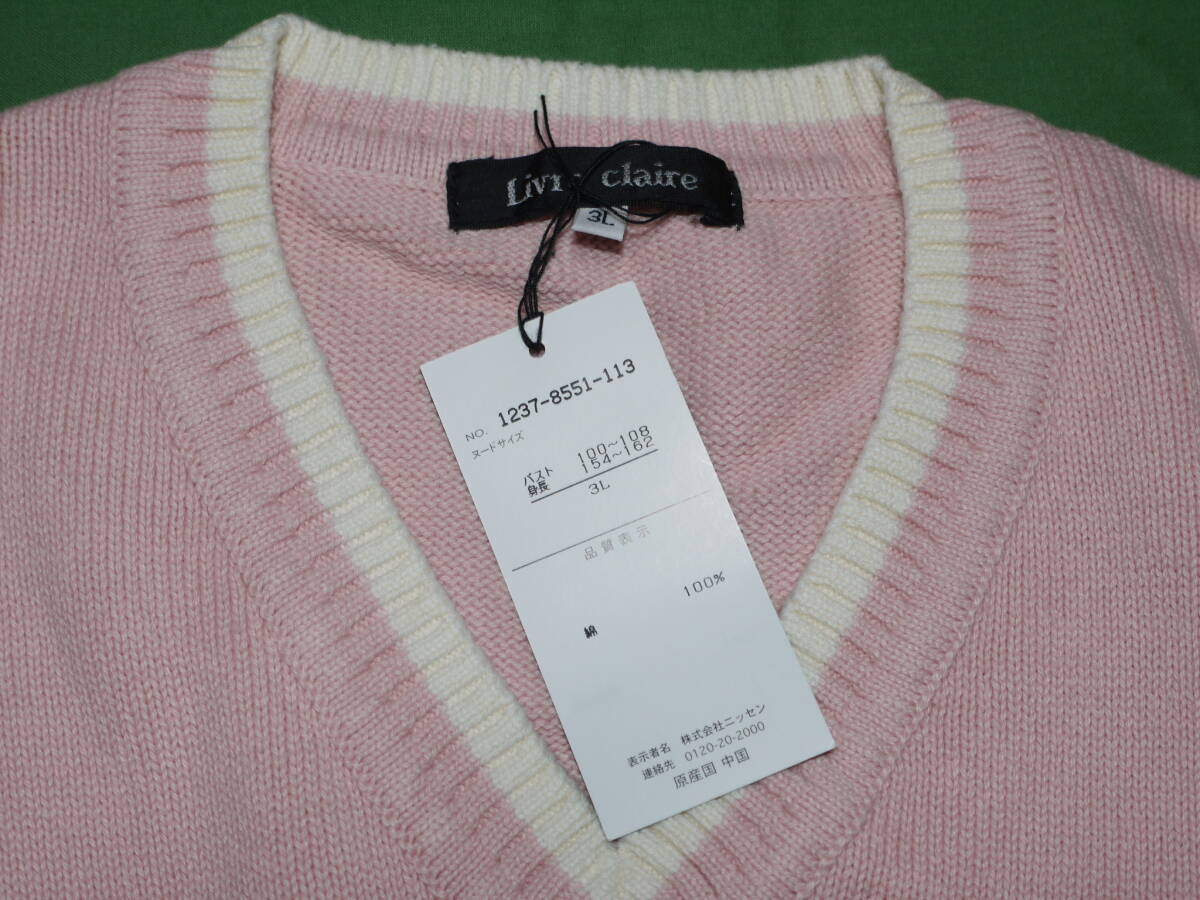 Livre claire
3L
NO. 1237-8551-113
ヌードサイズ
バスト 100~108
身長 154~162
3L
品質表示
100%
綿
表示者名 株式会社ニッセン
連絡先 0120-20-2000
原産国 中国